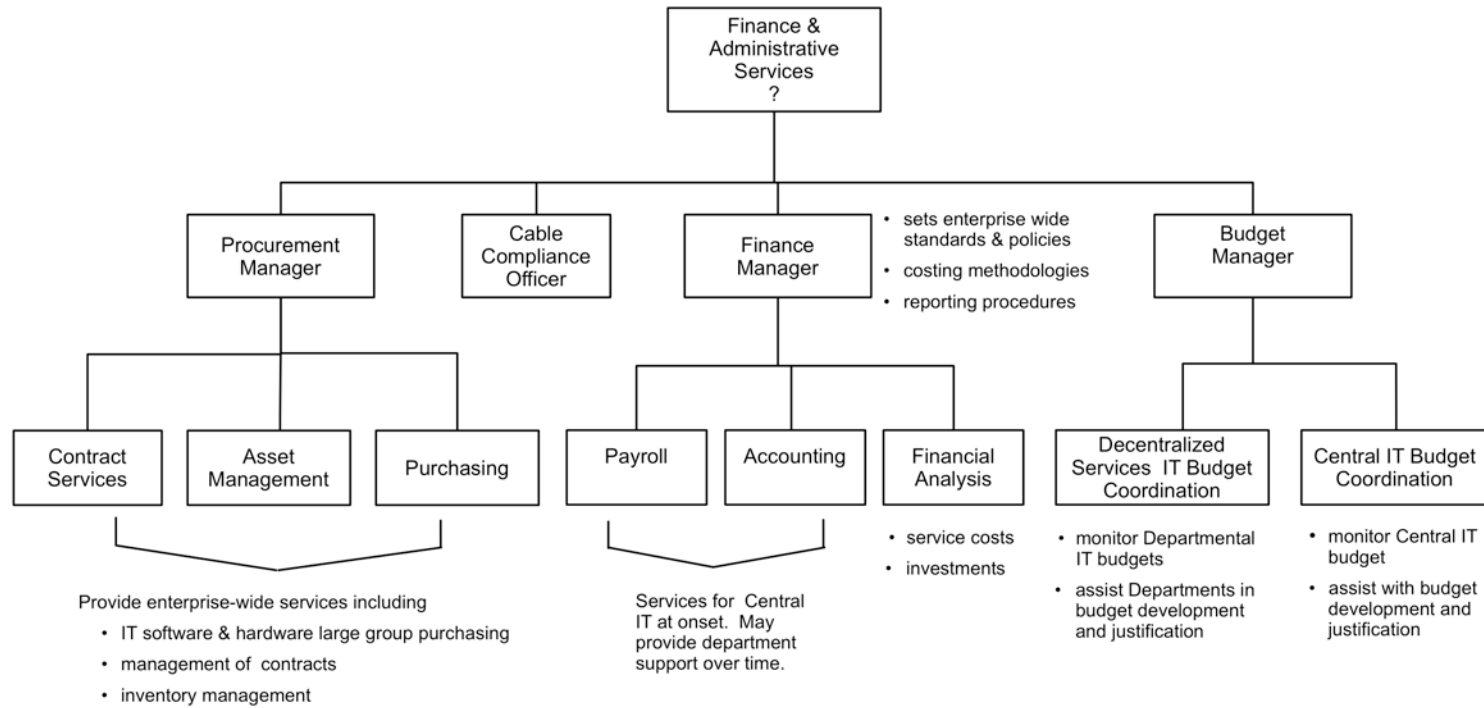 Finance &
Administrative
Services
?
Procurement
Manager
Cable
Compliance
Officer
Finance
Manager
• sets enterprise wide
standards & policies
• costing methodologies
• reporting procedures
Budget
Manager
Contract
Services
Asset
Management
Purchasing
Payroll
Accounting
Financial
Analysis
Decentralized
Services IT Budget
Coordination
Central IT Budget
Coordination
Provide enterprise-wide services including
• IT software & hardware large group purchasing
• management of contracts
• inventory management
Services for Central
IT at onset. May
provide department
support over time.
• service costs
• investments
• monitor Departmental
IT budgets
• assist Departments in
budget development
and justification
• monitor Central IT
budget
• assist with budget
development and
justification